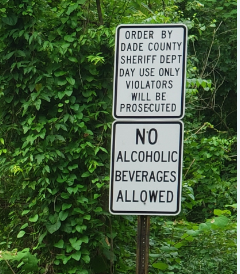 ORDER BY
DADE COUNTY
SHERIFF DEPT
DAY USE ONLY
VIOLATORS
WILL BE
PROSECUTED
NO
ALCOHOLIC
BEVERAGES
ALLOWED